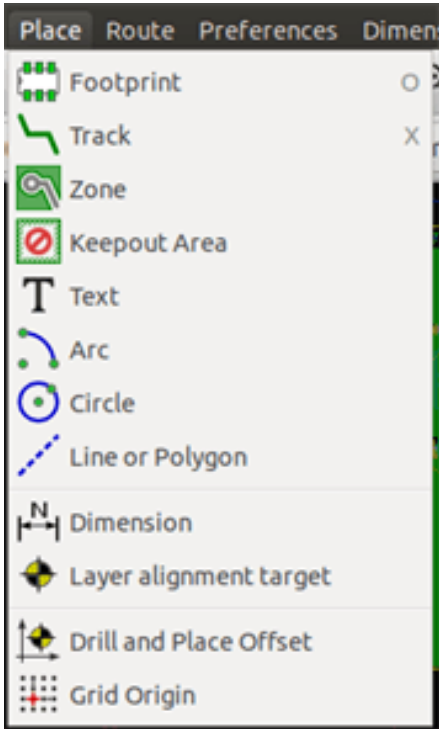 Place Route Preferences Dimens
Footprint O
Track X
Zone
Keepout Area
T Text
Arc
Circle
Line or Polygon
N Dimension
Layer alignment target
Drill and Place Offset
Grid Origin